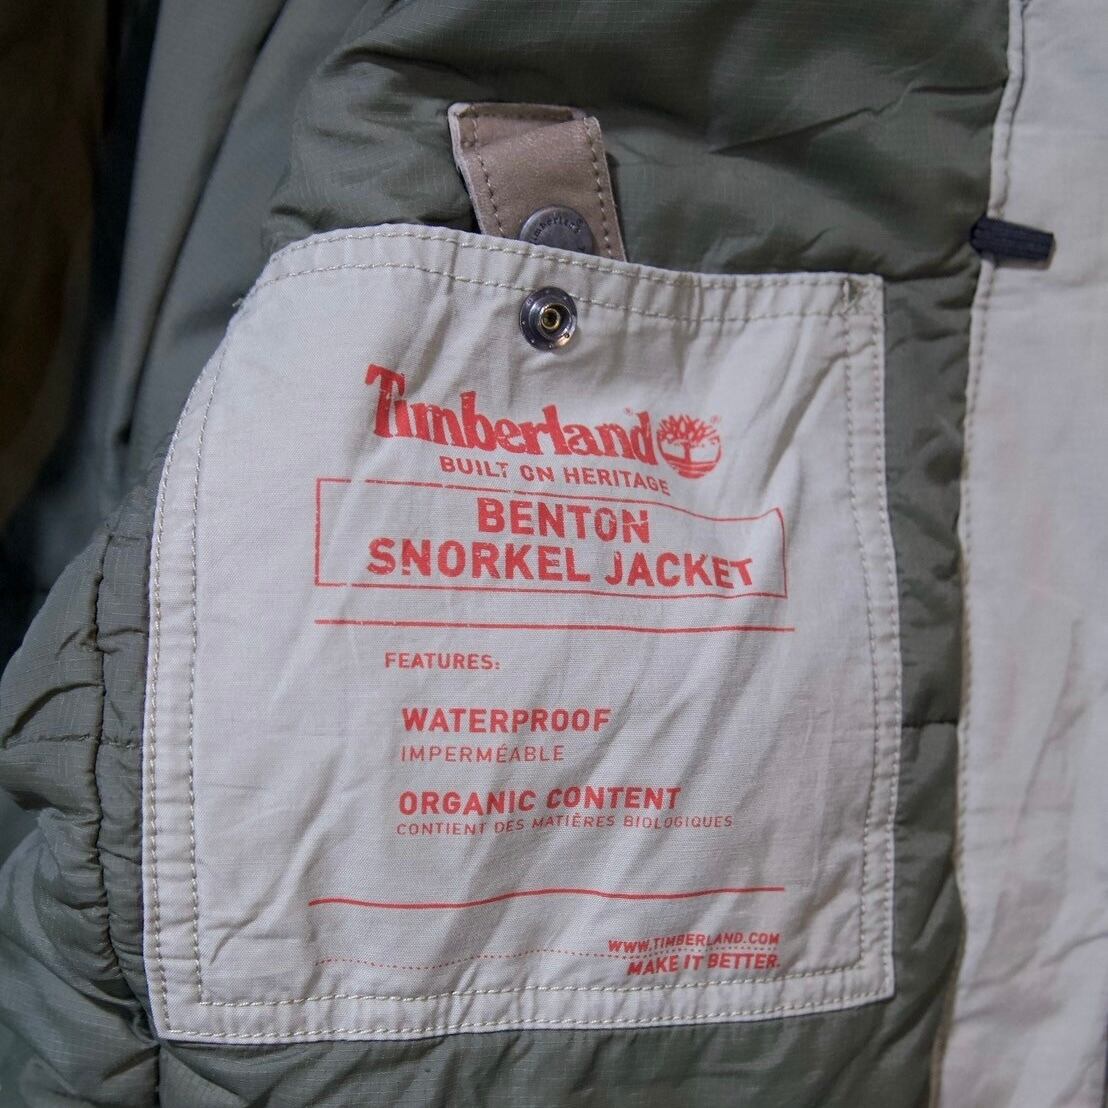 Timberland®
BUILT ON HERITAGE
BENTON
SNORKEL JACKET
FEATURES:
WATERPROOF
IMPERMÉABLE
ORGANIC CONTENT
CONTIENT DES MATIÈRES BIOLOGIQUES
WWW.TIMBERLAND.COM
MAKE IT BETTER.